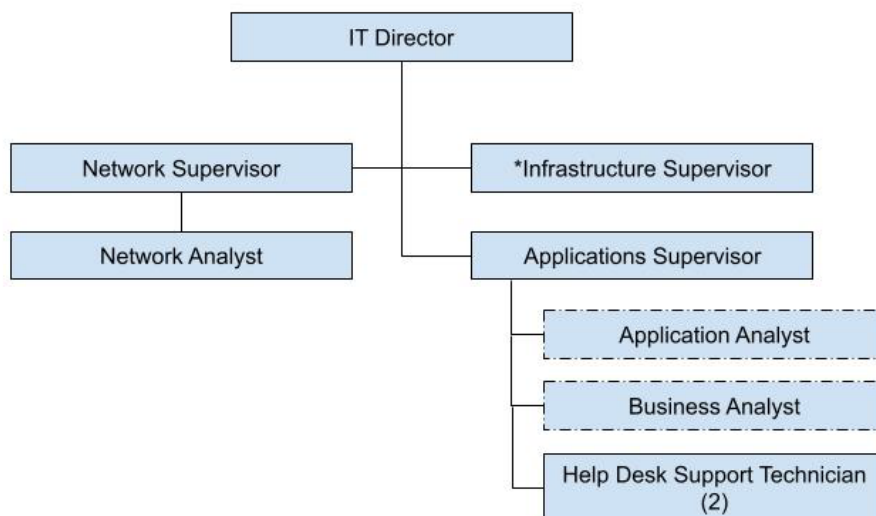 IT Director
Network Supervisor
*Infrastructure Supervisor
Network Analyst
Applications Supervisor
Application Analyst
Business Analyst
Help Desk Support Technician
(2)